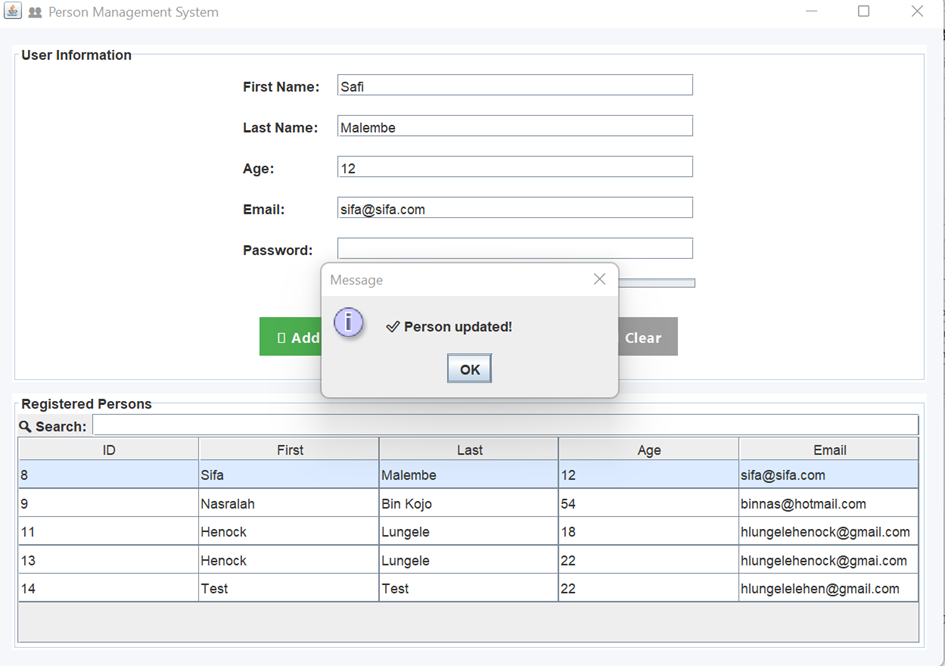 Person Management System
User Information
First Name: Safi
Last Name: Malembe
Age: 12
Email: sifa@sifa.com
Password:
Message
✔ Person updated!
OK
Add
Clear
Registered Persons
Search:
ID First Last Age Email
8 Sifa Malembe 12 sifa@sifa.com
9 Nasralah Bin Kojo 54 binnas@hotmail.com
11 Henock Lungele 18 hlungelehenock@gmail.com
13 Henock Lungele 22 hlungelehenock@gmai.com
14 Test Test 22 hlungelelehen@gmail.com